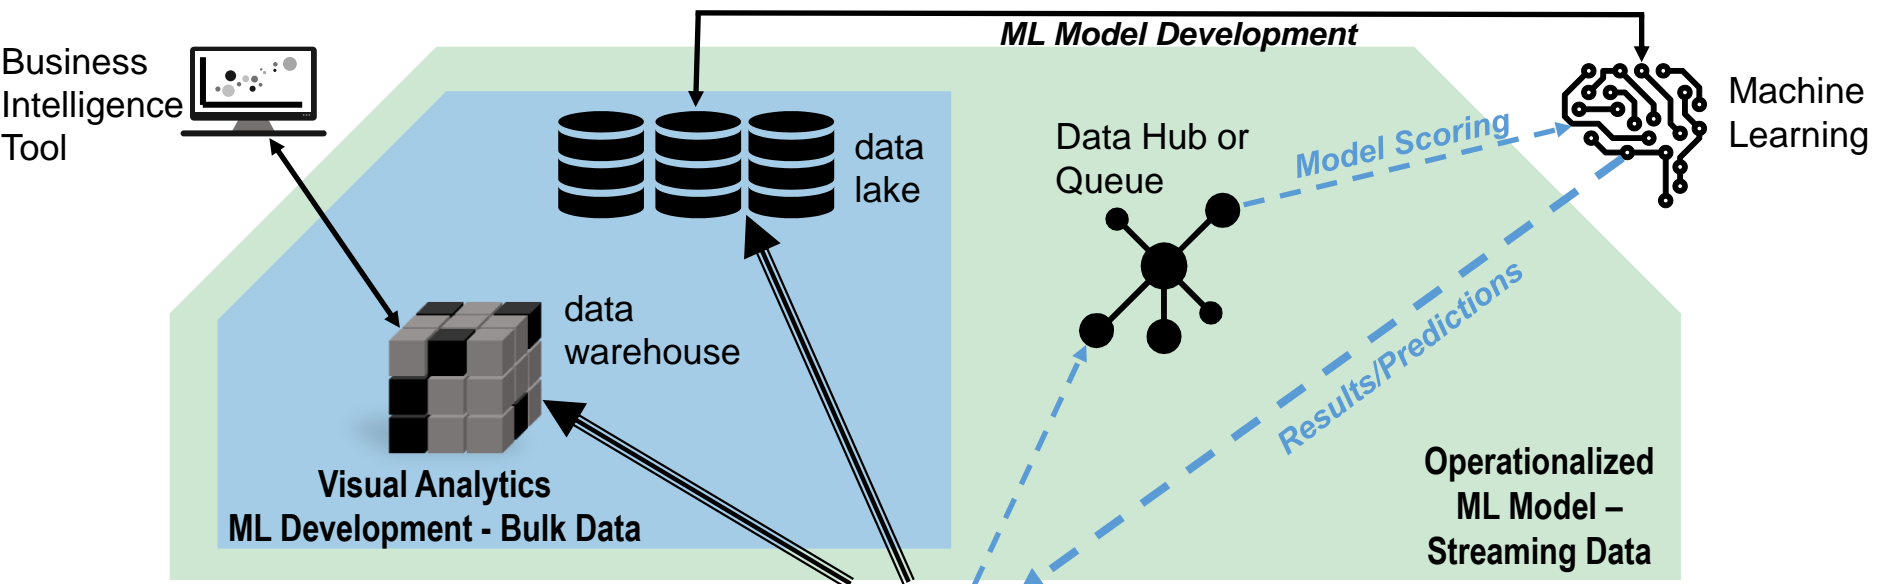 ML Model Development
Business
Intelligence
Tool
Machine
Learning
data
lake
Data Hub or
Queue
Model Scoring
data
warehouse
Results/Predictions
Visual Analytics
ML Development - Bulk Data
Operationalized
ML Model –
Streaming Data